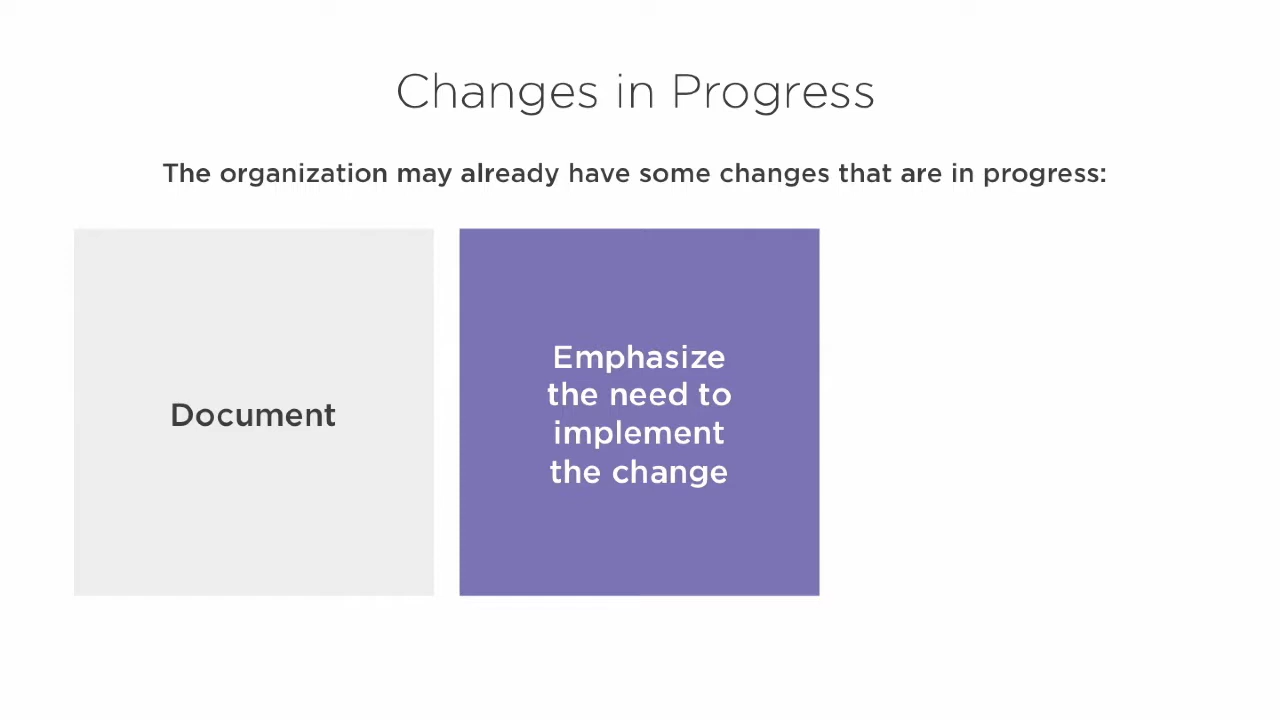 Changes in Progress
The organization may already have some changes that are in progress:
Document
Emphasize
the need to
implement
the change